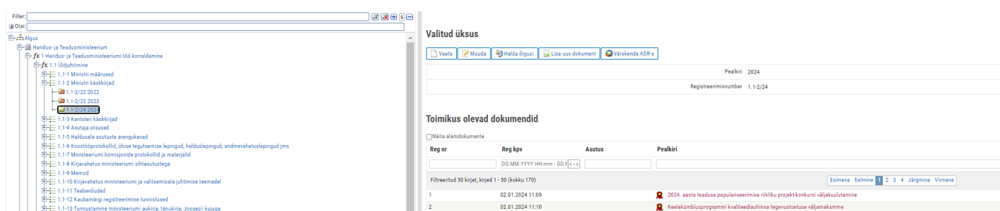 Filter:
S
Otsi:
Algus
Haridus- ja Teadusministeerium
fx 1 Haridus- ja Teadusministeeriumi töö korraldamine
fx 1.1 Üldjuhtimine
1.1-1 Ministri määrused
1.1-2 Ministri käskkirjad
1.1-2/22 2022
1.1-2/23 2023
1.1-2/24 2024
1.1-3 Kantsleri käskkirjad
1.1-4 Asutaja otsused
1.1-5 Haldusala asutuste arengukavad
1.1-6 Koostööprotokollid, ühise tegutsemise lepingud, halduslepingud, andmevahetuslepingud jms
1.1-7 Ministeeriumi komisjonide protokollid ja materjalid
1.1-8 Kirjavahetus ministeeriumi sihtasutustega
1.1-9 Memod
1.1-10 Kirjavahetus ministeeriumi ja valitsemisala juhtimise teemadel
1.1-11 Teabenõuded
1.1-12 Kaubamärgi registreerimise tunnistused
1.1-13 Tunnustamine ministeeriumi aukirja, tänukirja, Joosep'i kujuga
Valitud üksus
Vaata Muuda Halda õigusi Lisa uus dokument Värskenda ADR-s
Pealkiri 2024
Registreerimisnumber 1.1-2/24
Toimikus olevad dokumendid
Näita alamdokumente
Reg nr Reg kpv Asutus Pealkiri
DD.MM.YYYY HH:mm - DD.M <->
Filtreeritud 50 kirjet, kirjed 1 - 50 (kokku 170) Esimene Eelmine 1 2 3 4 Järgmine Viimane
1 02.01.2024 11:09 2024. aasta teaduse populariseerimise riikliku projektikonkursi väljakuulutamine
2 02.01.2024 11:10 Keelekümblusprogrammi kvaliteediauhinna tegevustoetuse väljamaksmine